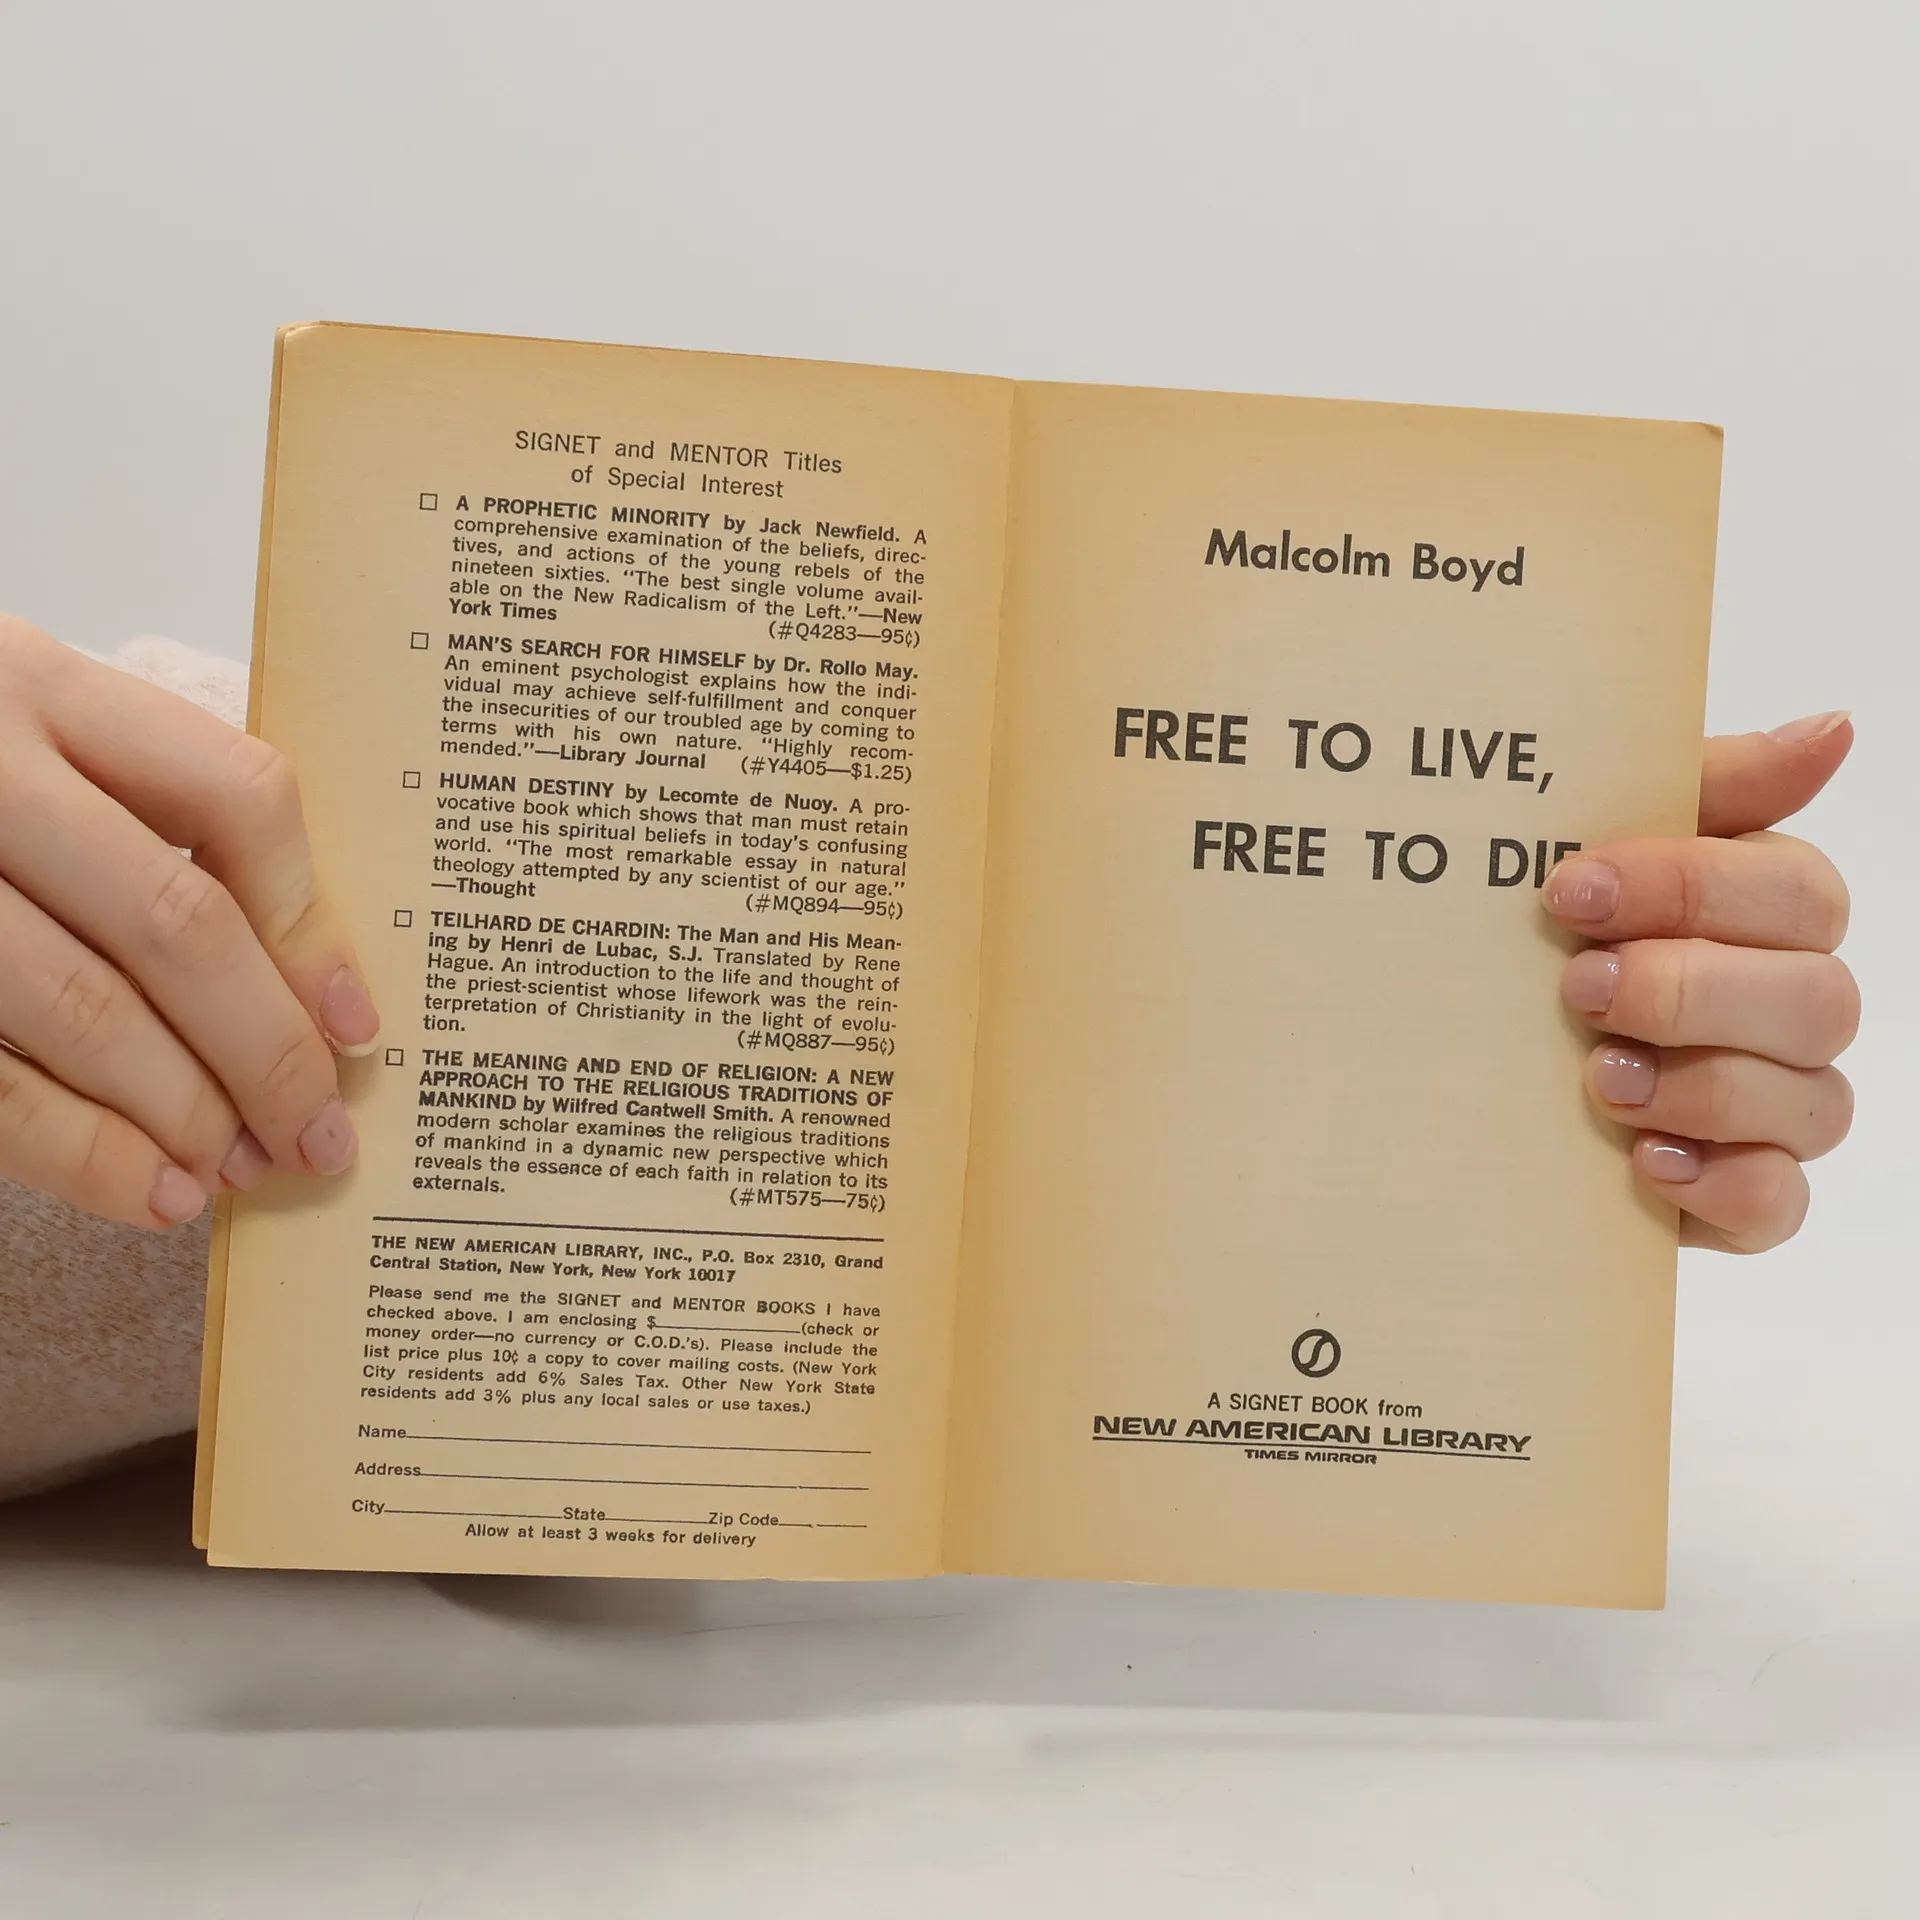 SIGNET and MENTOR Titles
of Special Interest
□ A PROPHETIC MINORITY by Jack Newfield. A
comprehensive examination of the beliefs, direc-
tives, and actions of the young rebels of the
nineteen sixties. “The best single volume avail-
able on the New Radicalism of the Left.”—New
York Times (#Q4283—95¢)
□ MAN'S SEARCH FOR HIMSELF by Dr. Rollo May.
An eminent psychologist explains how the indi-
vidual may achieve self-fulfillment and conquer
the insecurities of our troubled age by coming to
terms with his own nature. “Highly recom-
mended.”—Library Journal (#Y4405—$1.25)
□ HUMAN DESTINY by Lecomte de Nuoy. A pro-
vocative book which shows that man must retain
and use his spiritual beliefs in today's confusing
world. “The most remarkable essay in natural
theology attempted by any scientist of our age.”
—Thought (#MQ894—95¢)
□ TEILHARD DE CHARDIN: The Man and His Mean-
ing by Henri de Lubac, S.J. Translated by Rene
Hague. An introduction to the life and thought of
the priest-scientist whose lifework was the rein-
terpretation of Christianity in the light of evolu-
tion. (#MQ887—95¢)
□ THE MEANING AND END OF RELIGION: A NEW
APPROACH TO THE RELIGIOUS TRADITIONS OF
MANKIND by Wilfred Cantwell Smith. A renowned
modern scholar examines the religious traditions
of mankind in a dynamic new perspective which
reveals the essence of each faith in relation to its
externals. (#MT575—75¢)
THE NEW AMERICAN LIBRARY, INC., P.O. Box 2310, Grand
Central Station, New York, New York 10017
Please send me the SIGNET and MENTOR BOOKS I have
checked above. I am enclosing $____________(check or
money order—no currency or C.O.D.'s). Please include the
list price plus 10¢ a copy to cover mailing costs. (New York
City residents add 6% Sales Tax. Other New York State
residents add 3% plus any local sales or use taxes.)
Name____________
Address____________
City____________State____________Zip Code____________
Allow at least 3 weeks for delivery
Malcolm Boyd
FREE TO LIVE,
FREE TO DIE
A SIGNET BOOK from
NEW AMERICAN LIBRARY
TIMES MIRROR